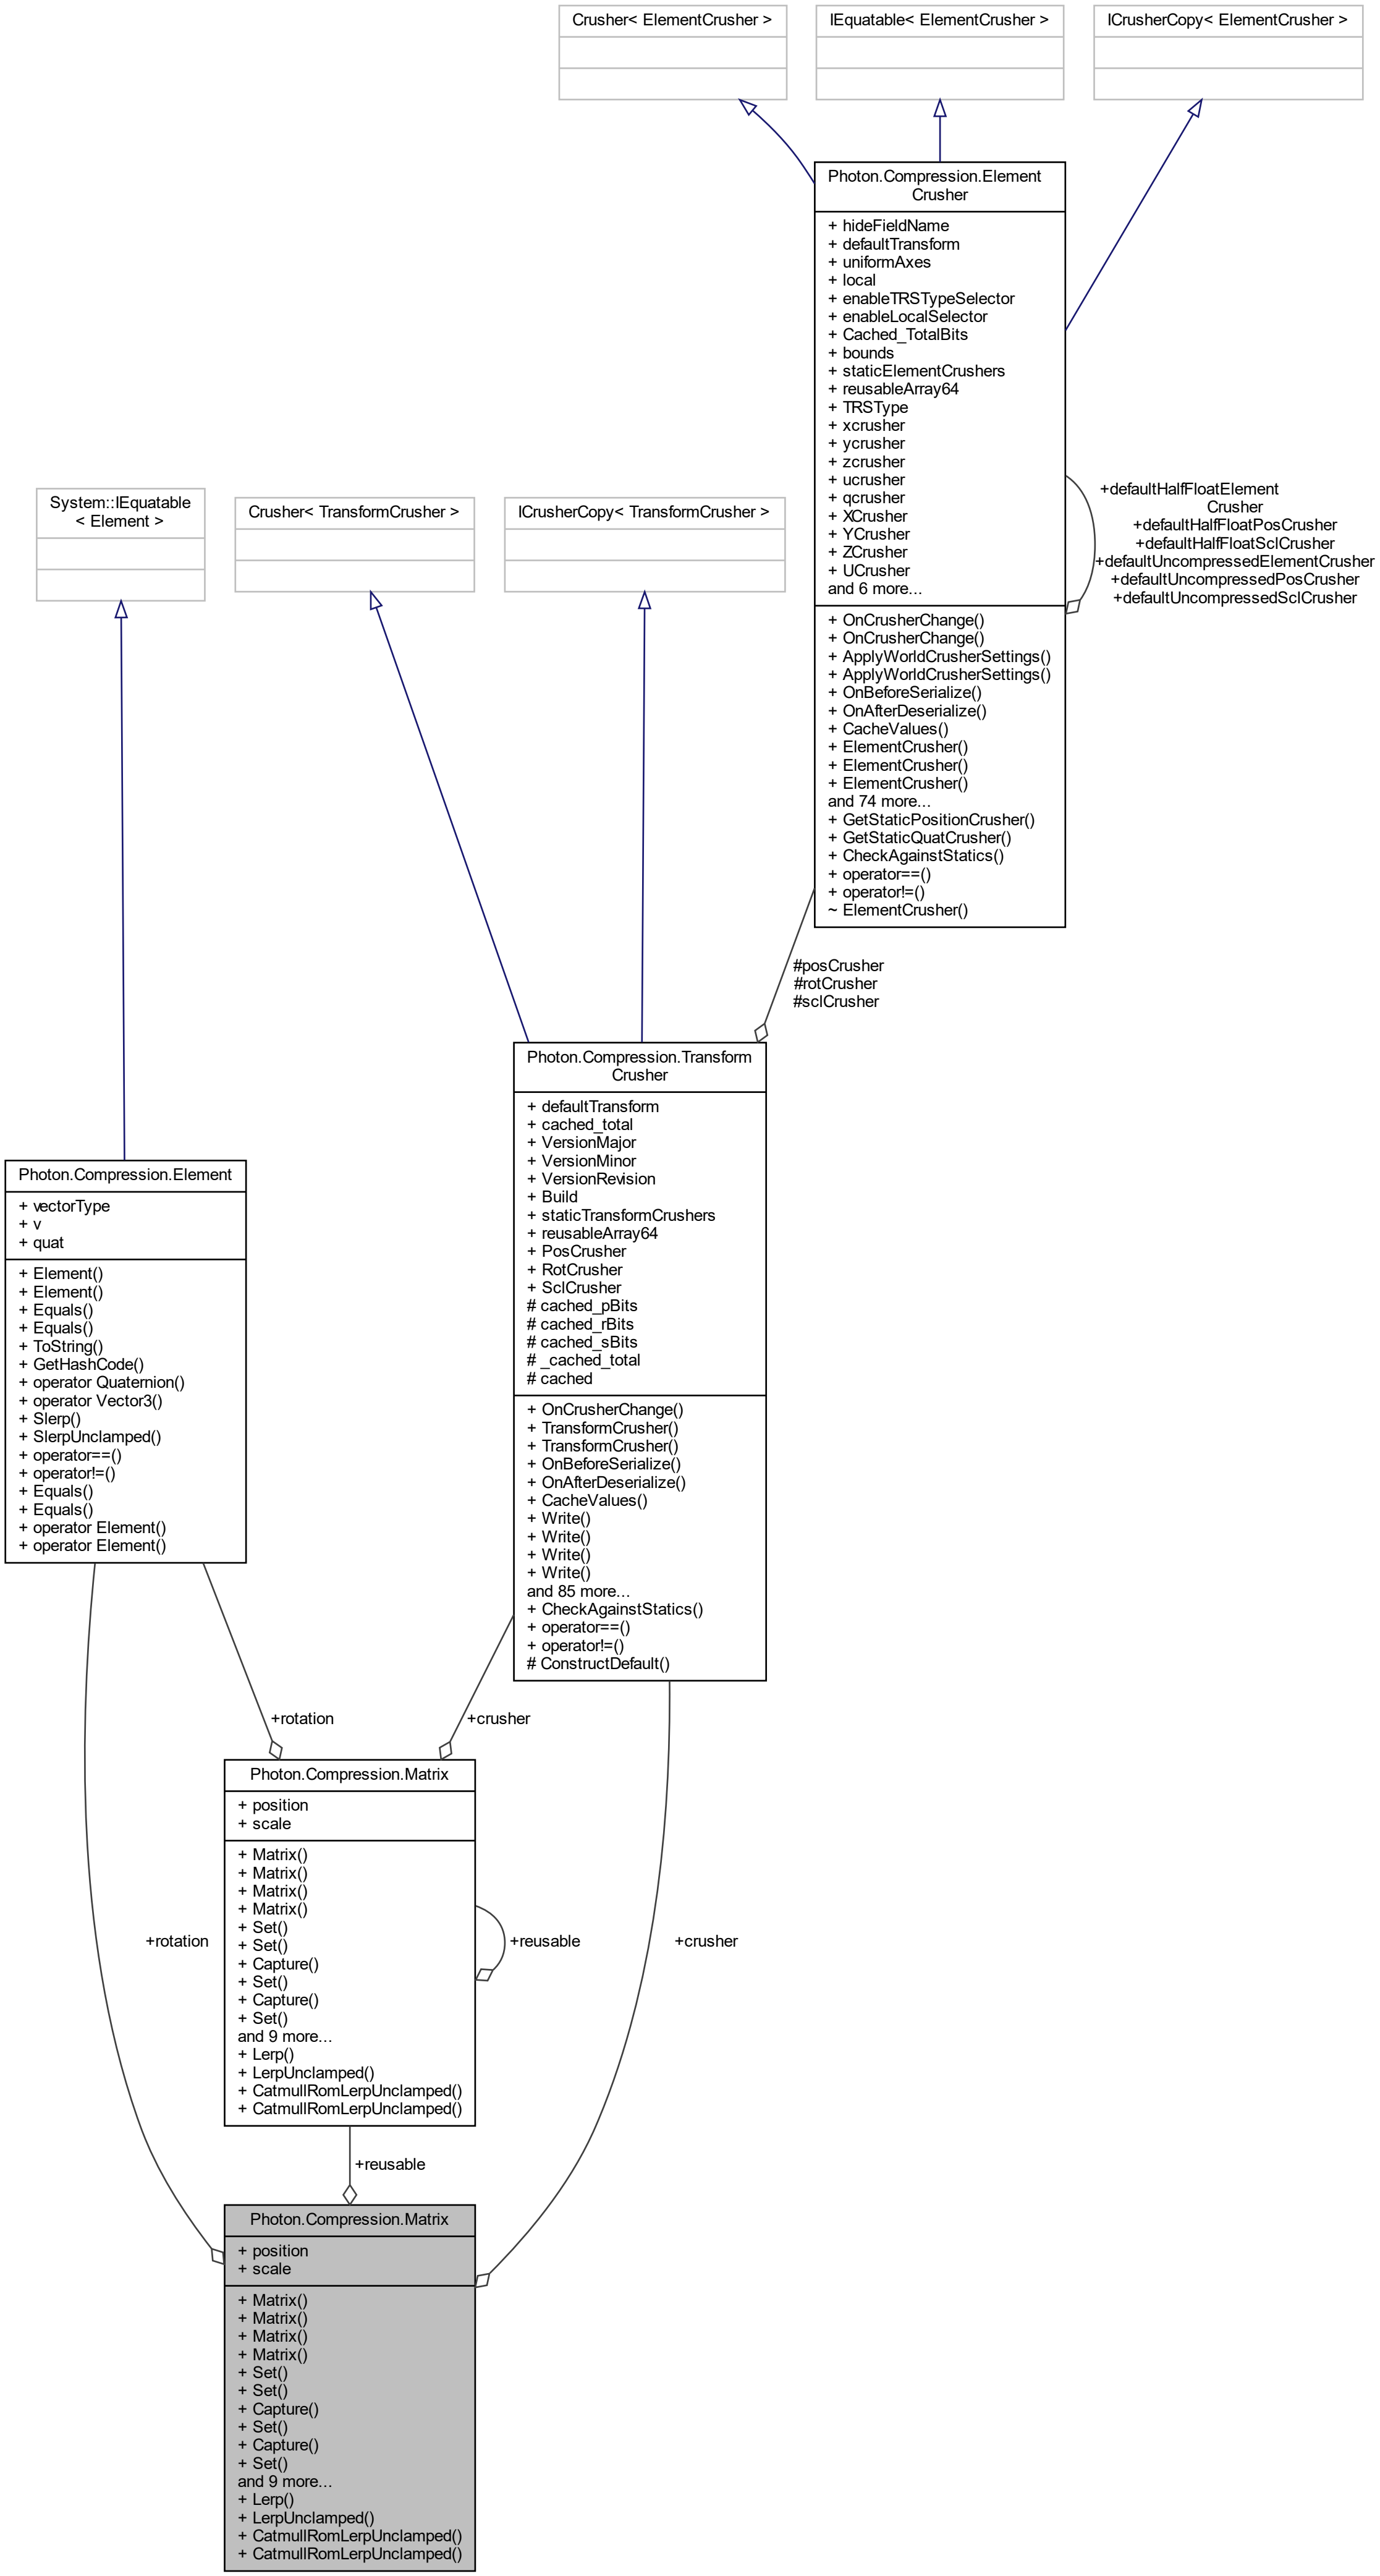 Crusher< ElementCrusher >
IEquatable< ElementCrusher >
ICrusherCopy< ElementCrusher >
Photon.Compression.Element
Crusher
+ hideFieldName
+ defaultTransform
+ uniformAxes
+ local
+ enableTRSTypeSelector
+ enableLocalSelector
+ Cached_TotalBits
+ bounds
+ staticElementCrushers
+ reusableArray64
+ TRSType
+ xcrusher
+ ycrusher
+ zcrusher
+ ucrusher
+ qcrusher
+ XCrusher
+ YCrusher
+ ZCrusher
+ UCrusher
and 6 more...
+ OnCrusherChange()
+ OnCrusherChange()
+ ApplyWorldCrusherSettings()
+ ApplyWorldCrusherSettings()
+ OnBeforeSerialize()
+ OnAfterDeserialize()
+ CacheValues()
+ ElementCrusher()
+ ElementCrusher()
+ ElementCrusher()
and 74 more...
+ GetStaticPositionCrusher()
+ GetStaticQuatCrusher()
+ CheckAgainstStatics()
+ operator==()
+ operator!=()
~ ElementCrusher()
+defaultHalfFloatElement
Crusher
+defaultHalfFloatPosCrusher
+defaultHalfFloatSclCrusher
+defaultUncompressedElementCrusher
+defaultUncompressedPosCrusher
+defaultUncompressedSclCrusher
System::IEquatable
< Element >
Crusher< TransformCrusher >
ICrusherCopy< TransformCrusher >
#posCrusher
#rotCrusher
#sclCrusher
Photon.Compression.Transform
Crusher
+ defaultTransform
+ cached_total
+ VersionMajor
+ VersionMinor
+ VersionRevision
+ Build
+ staticTransformCrushers
+ reusableArray64
+ PosCrusher
+ RotCrusher
+ SclCrusher
# cached_pBits
# cached_rBits
# cached_sBits
# _cached_total
# cached
+ OnCrusherChange()
+ TransformCrusher()
+ TransformCrusher()
+ OnBeforeSerialize()
+ OnAfterDeserialize()
+ CacheValues()
+ Write()
+ Write()
+ Write()
+ Write()
and 85 more...
+ CheckAgainstStatics()
+ operator==()
+ operator!=()
# ConstructDefault()
Photon.Compression.Element
+ vectorType
+ v
+ quat
+ Element()
+ Element()
+ Equals()
+ Equals()
+ ToString()
+ GetHashCode()
+ operator Quaternion()
+ operator Vector3()
+ Slerp()
+ SlerpUnclamped()
+ operator==()
+ operator!=()
+ Equals()
+ Equals()
+ operator Element()
+ operator Element()
+rotation
+crusher
Photon.Compression.Matrix
+ position
+ scale
+ Matrix()
+ Matrix()
+ Matrix()
+ Matrix()
+ Set()
+ Set()
+ Capture()
+ Set()
+ Capture()
+ Set()
and 9 more...
+ Lerp()
+ LerpUnclamped()
+ CatmullRomLerpUnclamped()
+ CatmullRomLerpUnclamped()
+rotation
+reusable
+crusher
+reusable
Photon.Compression.Matrix
+ position
+ scale
+ Matrix()
+ Matrix()
+ Matrix()
+ Matrix()
+ Set()
+ Set()
+ Capture()
+ Set()
+ Capture()
+ Set()
and 9 more...
+ Lerp()
+ LerpUnclamped()
+ CatmullRomLerpUnclamped()
+ CatmullRomLerpUnclamped()